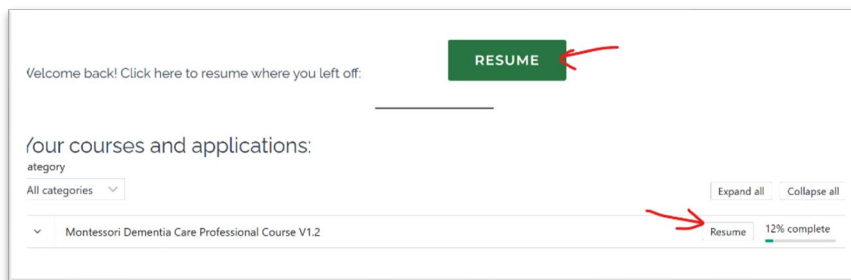 RESUME
Welcome back! Click here to resume where you left off:
Your courses and applications:
ategory
All categories
Expand all Collapse all
Montessori Dementia Care Professional Course V1.2 Resume 12% complete